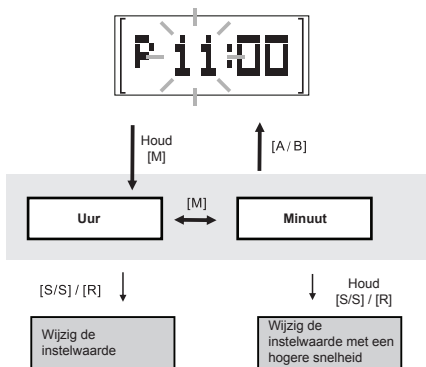 P 11:00
Houd
[M]
[A/B]
Uur
[M]
Minuut
[S/S] / [R]
Houd
[S/S] / [R]
Wijzig de
instelwaarde
Wijzig de
instelwaarde met een
hogere snelheid